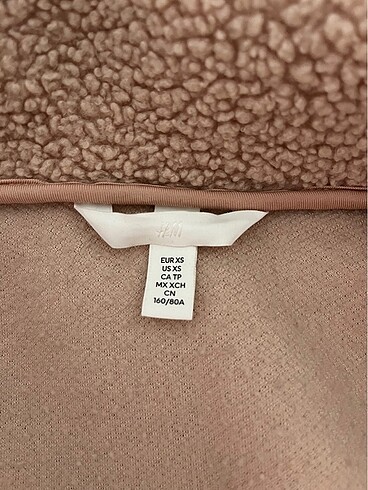 H&M
EUR XS
US XS
CA TP
MX XCH
CN
160/80A